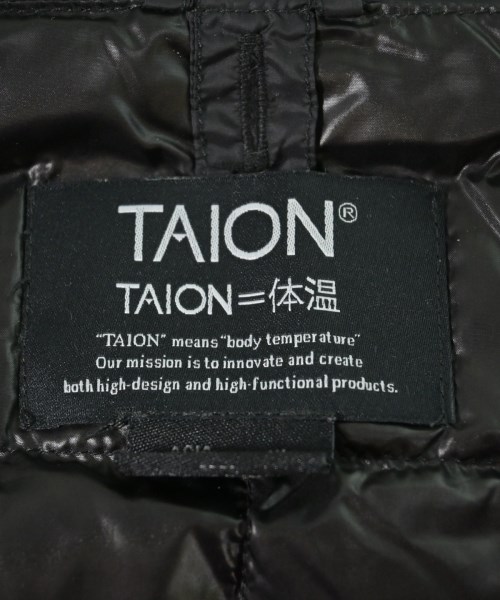 TAION®
TAION=体温
"TAION" means "body temperature"
Our mission is to innovate and create
both high-design and high-functional products.